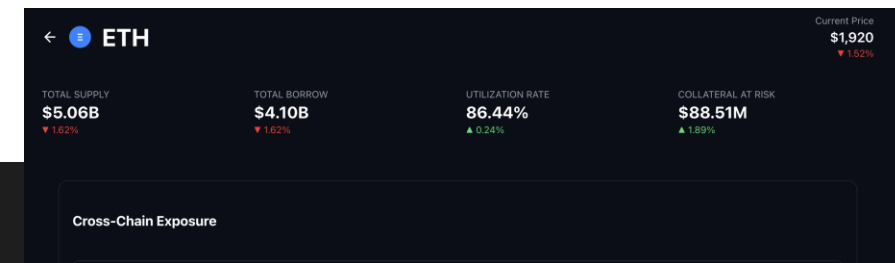 ← ETH
Current Price
$1,920
▼ 1.52%
TOTAL SUPPLY
$5.06B
▼ 1.62%
TOTAL BORROW
$4.10B
▼ 1.62%
UTILIZATION RATE
86.44%
▲ 0.24%
COLLATERAL AT RISK
$88.51M
▲ 1.89%
Cross-Chain Exposure